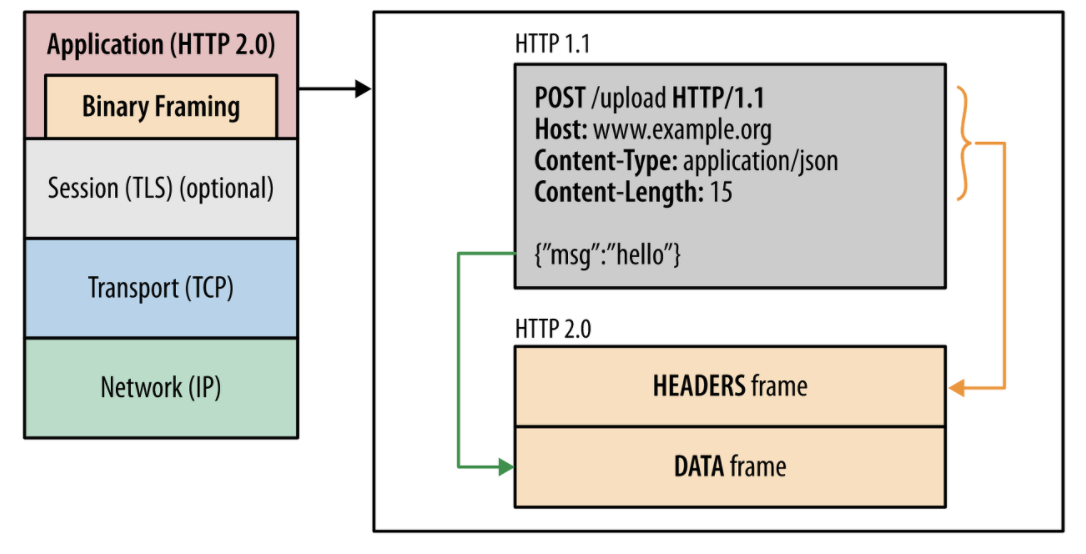 Application (HTTP 2.0)
Binary Framing
Session (TLS) (optional)
Transport (TCP)
Network (IP)
HTTP 1.1
POST /upload HTTP/1.1
Host: www.example.org
Content-Type: application/json
Content-Length: 15
{”msg”:”hello”}
HTTP 2.0
HEADERS frame
DATA frame